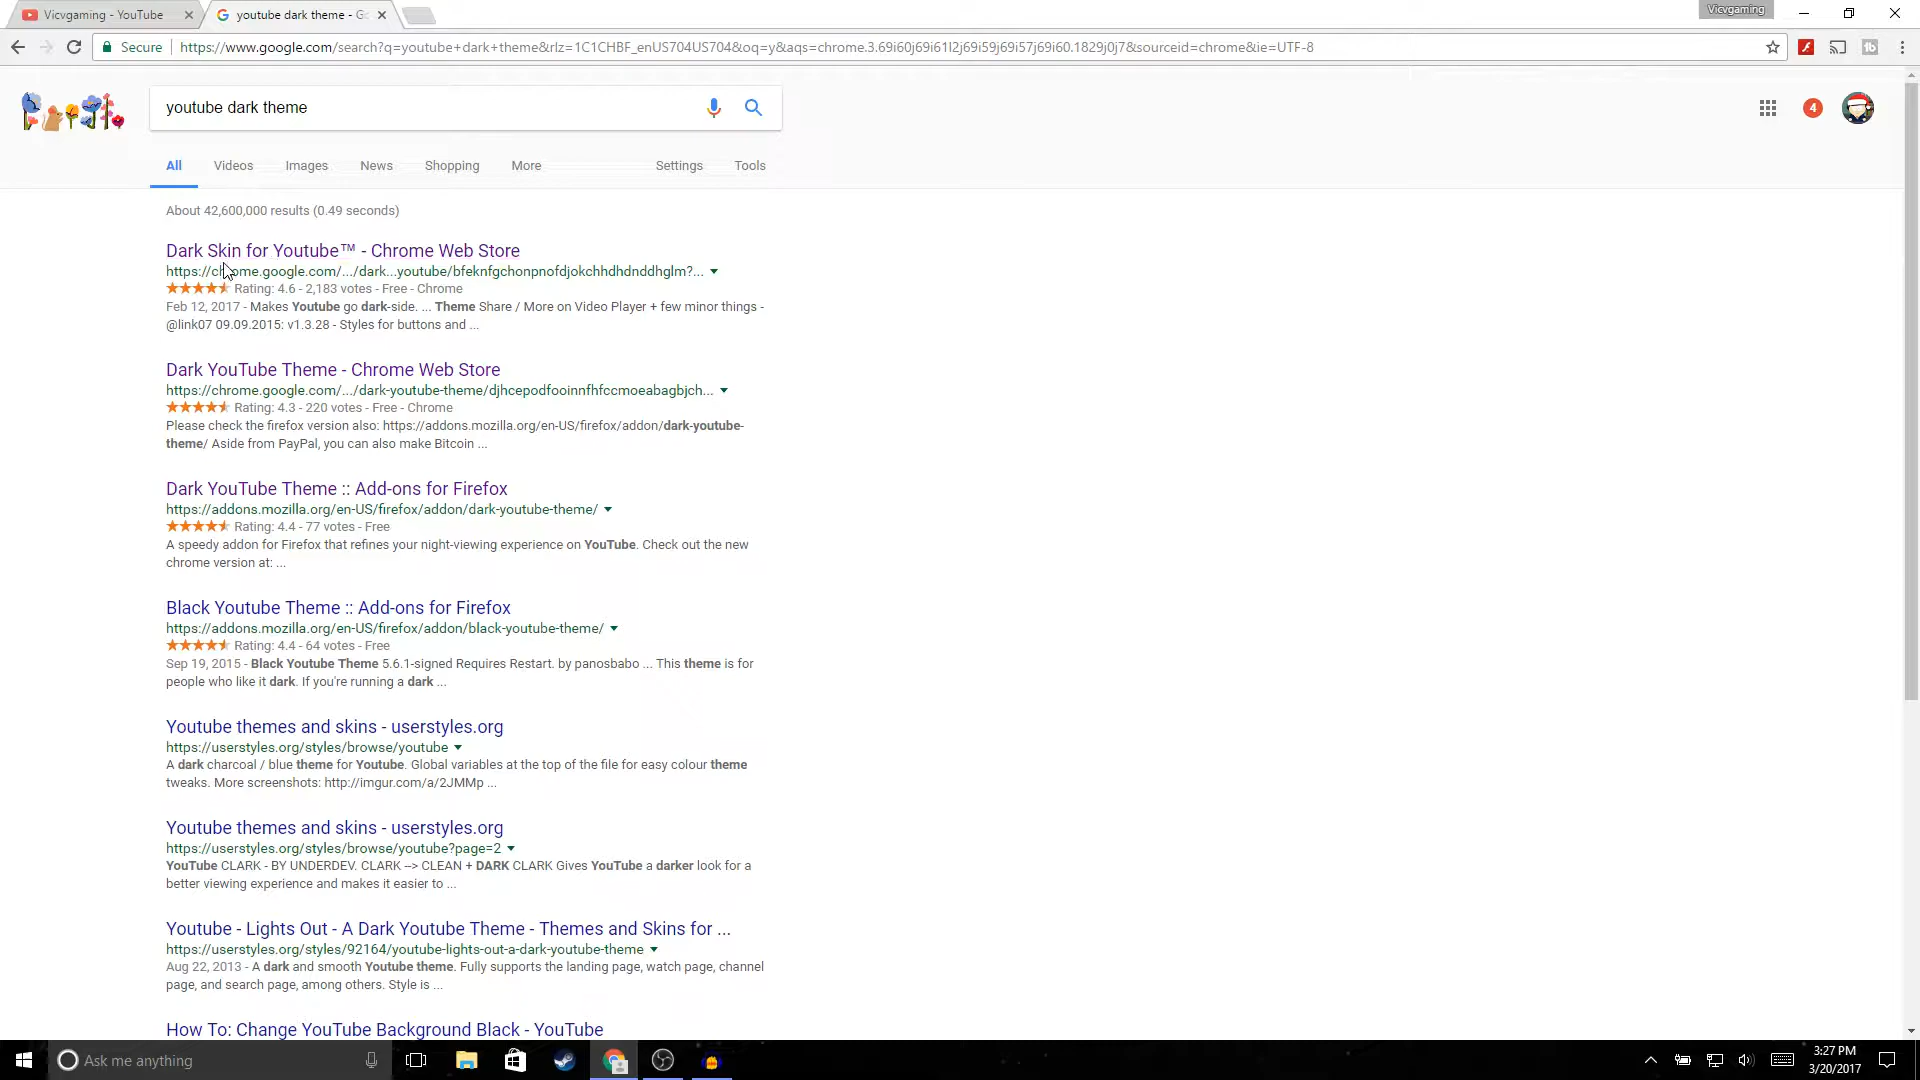 Vicvgaming - YouTube
youtube dark theme - Go
Vicvgaming
Secure
https://www.google.com/search?q=youtube+dark+theme&rlz=1C1CHBF_enUS704US704&oq=y&aqs=chrome.3.69i60j69i61l2j69i59j69i57j69i60.1829j0j7&sourceid=chrome&ie=UTF-8
youtube dark theme
4
All Videos Images News Shopping More Settings Tools
About 42,600,000 results (0.49 seconds)
Dark Skin for Youtube™ - Chrome Web Store
https://chrome.google.com/.../dark...youtube/bfeknfgchonpnofdjokchhdhdnddhglm?...
Rating: 4.6 - 2,183 votes - Free - Chrome
Feb 12, 2017 - Makes Youtube go dark-side. ... Theme Share / More on Video Player + few minor things -
@link07 09.09.2015: v1.3.28 - Styles for buttons and ...
Dark YouTube Theme - Chrome Web Store
https://chrome.google.com/.../dark-youtube-theme/djhcepodfooinnfhfccmoeabagbjch...
Rating: 4.3 - 220 votes - Free - Chrome
Please check the firefox version also: https://addons.mozilla.org/en-US/firefox/addon/dark-youtube-
theme/ Aside from PayPal, you can also make Bitcoin ...
Dark YouTube Theme :: Add-ons for Firefox
https://addons.mozilla.org/en-US/firefox/addon/dark-youtube-theme/
Rating: 4.4 - 77 votes - Free
A speedy addon for Firefox that refines your night-viewing experience on YouTube. Check out the new
chrome version at: ...
Black Youtube Theme :: Add-ons for Firefox
https://addons.mozilla.org/en-US/firefox/addon/black-youtube-theme/
Rating: 4.4 - 64 votes - Free
Sep 19, 2015 - Black Youtube Theme 5.6.1-signed Requires Restart. by panosbabo ... This theme is for
people who like it dark. If you're running a dark ...
Youtube themes and skins - userstyles.org
https://userstyles.org/styles/browse/youtube
A dark charcoal / blue theme for Youtube. Global variables at the top of the file for easy colour theme
tweaks. More screenshots: http://imgur.com/a/2JMMp ...
Youtube themes and skins - userstyles.org
https://userstyles.org/styles/browse/youtube?page=2
YouTube CLARK - BY UNDERDEV. CLARK --> CLEAN + DARK CLARK Gives YouTube a darker look for a
better viewing experience and makes it easier to ...
Youtube - Lights Out - A Dark Youtube Theme - Themes and Skins for ...
https://userstyles.org/styles/92164/youtube-lights-out-a-dark-youtube-theme
Aug 22, 2013 - A dark and smooth Youtube theme. Fully supports the landing page, watch page, channel
page, and search page, among others. Style is ...
How To: Change YouTube Background Black - YouTube
Ask me anything
3:27 PM
3/20/2017